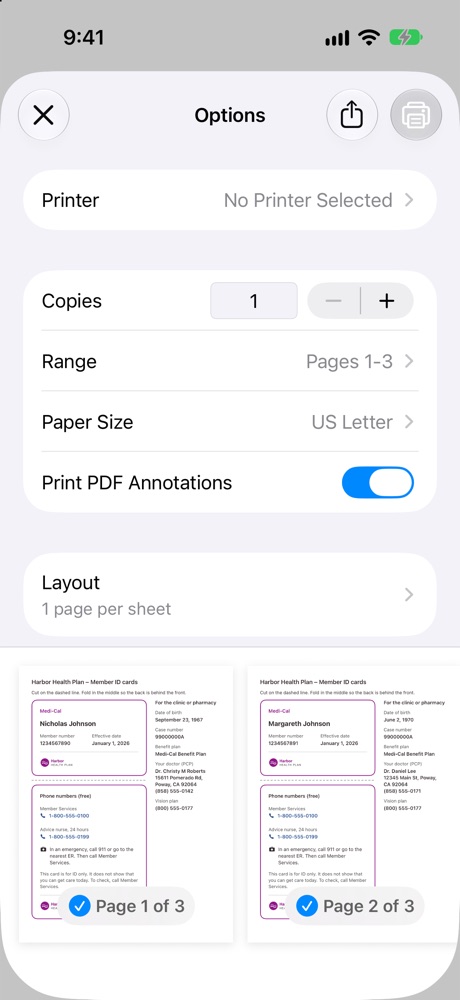 9:41
Options
Printer No Printer Selected
Copies 1
Range Pages 1-3
Paper Size US Letter
Print PDF Annotations
Layout
1 page per sheet
Harbor Health Plan – Member ID cards
Cut on the dashed line. Fold in the middle so the back is behind the front.
Medi-Cal
Nicholas Johnson
Member number Effective date
1234567890 January 1, 2026
Harbor
HEALTH PLAN
For the clinic or pharmacy
Date of birth
September 23, 1967
Case number
99000000A
Benefit plan
Medi-Cal Benefit Plan
Your doctor (PCP)
Dr. Christy M Roberts
15611 Pomerado Rd,
Poway, CA 92064
(858) 555-0142
Vision plan
(800) 555-0177
Phone numbers (free)
Member Services
1-800-555-0100
Advice nurse, 24 hours
1-800-555-0199
In an emergency, call 911 or go to the
nearest ER. Then call Member
Services.
This card is for ID only. It does not show that
you can get care today. To check, call Member
Services.
Page 1 of 3
Harbor Health Plan – Member ID cards
Cut on the dashed line. Fold in the middle so the back is behind the front.
Medi-Cal
Margareth Johnson
Member number Effective date
1234567891 January 1, 2026
Harbor
HEALTH PLAN
For the clinic or pharmacy
Date of birth
June 2, 1970
Case number
99000000A
Benefit plan
Medi-Cal Benefit Plan
Your doctor (PCP)
Dr. Daniel Lee
12345 Main St, Poway,
CA 92064
(858) 555-0171
Vision plan
(800) 555-0177
Phone numbers (free)
Member Services
1-800-555-0100
Advice nurse, 24 hours
1-800-555-0199
In an emergency, call 911 or go to the
nearest ER. Then call Member
Services.
This card is for ID only. It does not show that
you can get care today. To check, call Member
Services.
Page 2 of 3